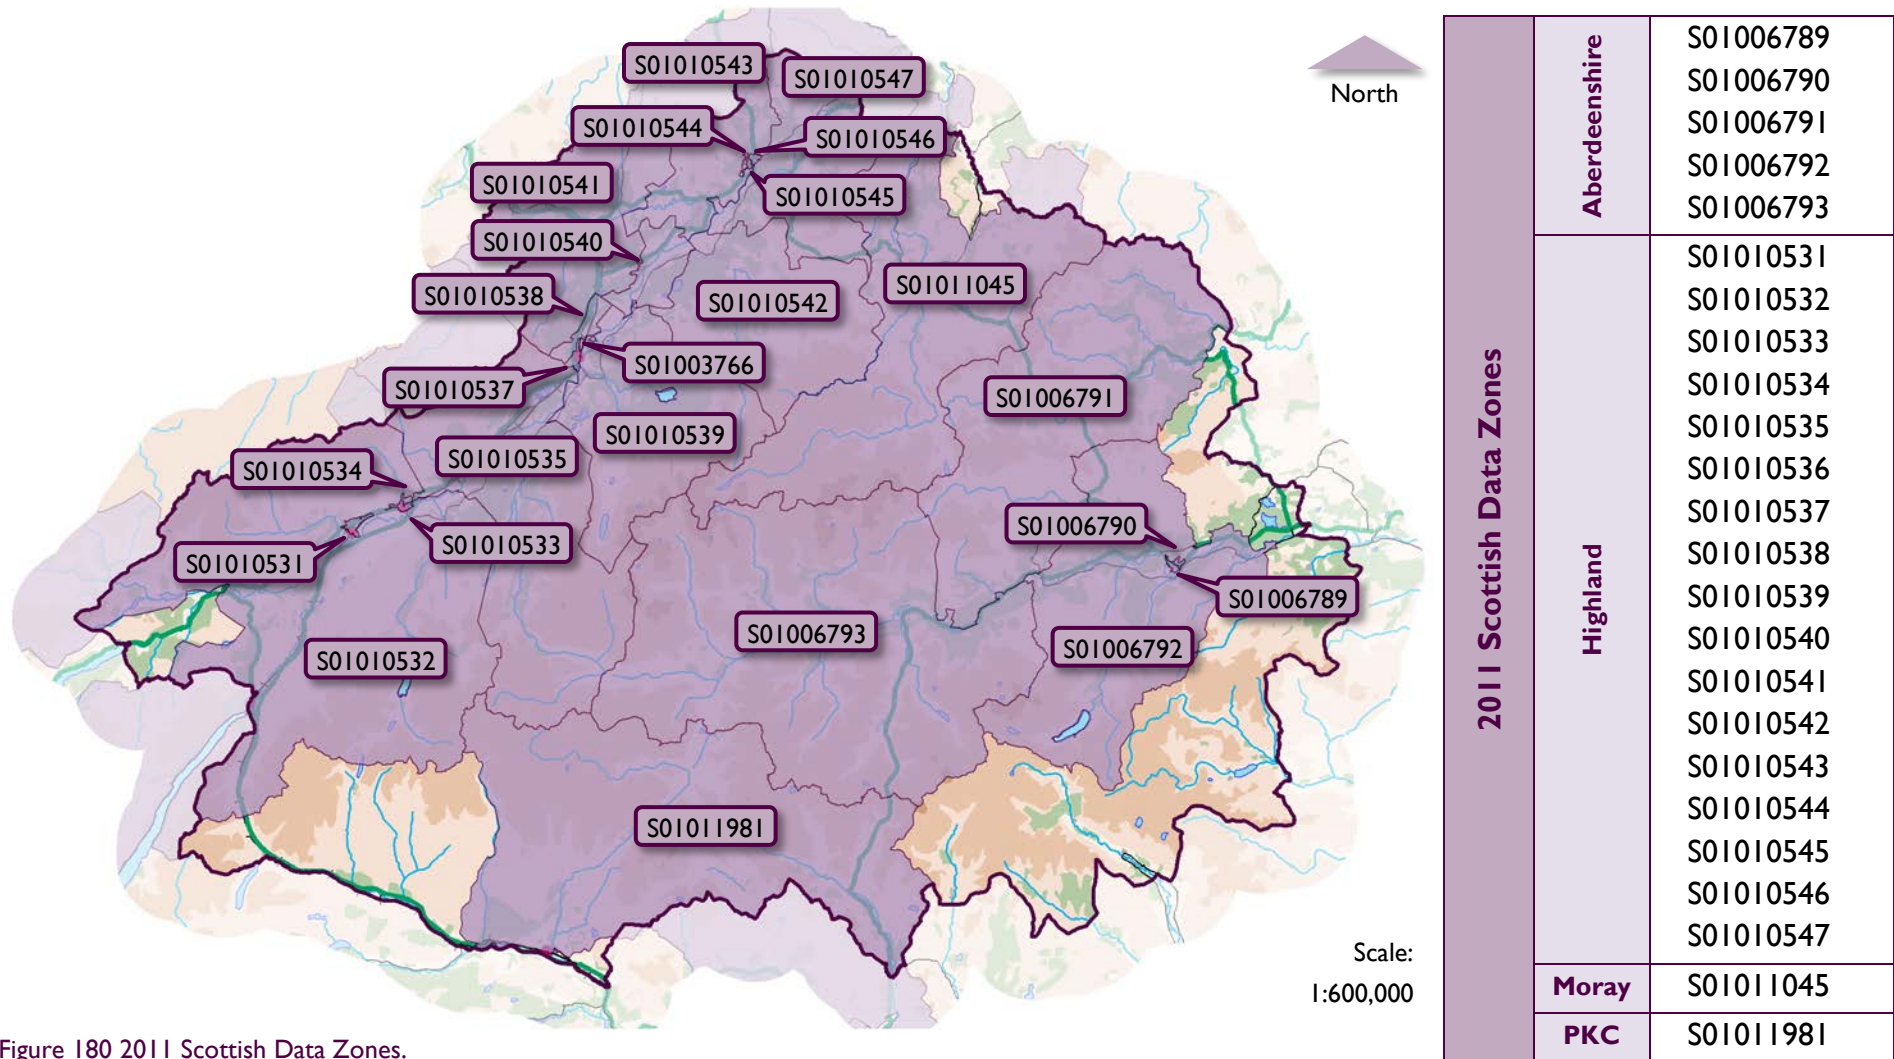 S01010543
S01010547
S01010544
S01010546
S01010541
S01010545
S01010540
S01010538
S01010542
S01011045
S01003766
S01010537
S01006791
S01010539
S01010535
S01010534
S01006790
S01010533
S01010531
S01006789
S01006793
S01006792
S01010532
S01011981
North
Scale:
1:600,000
Figure 180 2011 Scottish Data Zones.
2011 Scottish Data Zones
Aberdeenshire
S01006789
S01006790
S01006791
S01006792
S01006793
Highland
S01010531
S01010532
S01010533
S01010534
S01010535
S01010536
S01010537
S01010538
S01010539
S01010540
S01010541
S01010542
S01010543
S01010544
S01010545
S01010546
S01010547
Moray
S01011045
PKC
S01011981